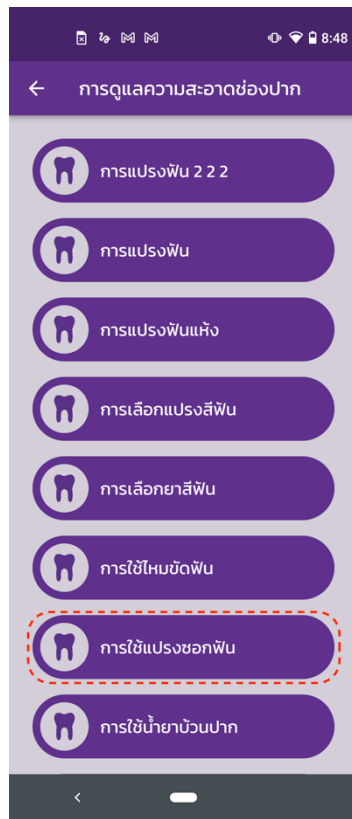 8:48
การดูแลความสะอาดช่องปาก
การแปรงฟัน 2 2 2
การแปรงฟัน
การแปรงฟันแห้ง
การเลือกแปรงสีฟัน
การเลือกยาสีฟัน
การใช้ไหมขัดฟัน
การใช้แปรงซอกฟัน
การใช้น้ำยาบ้วนปาก